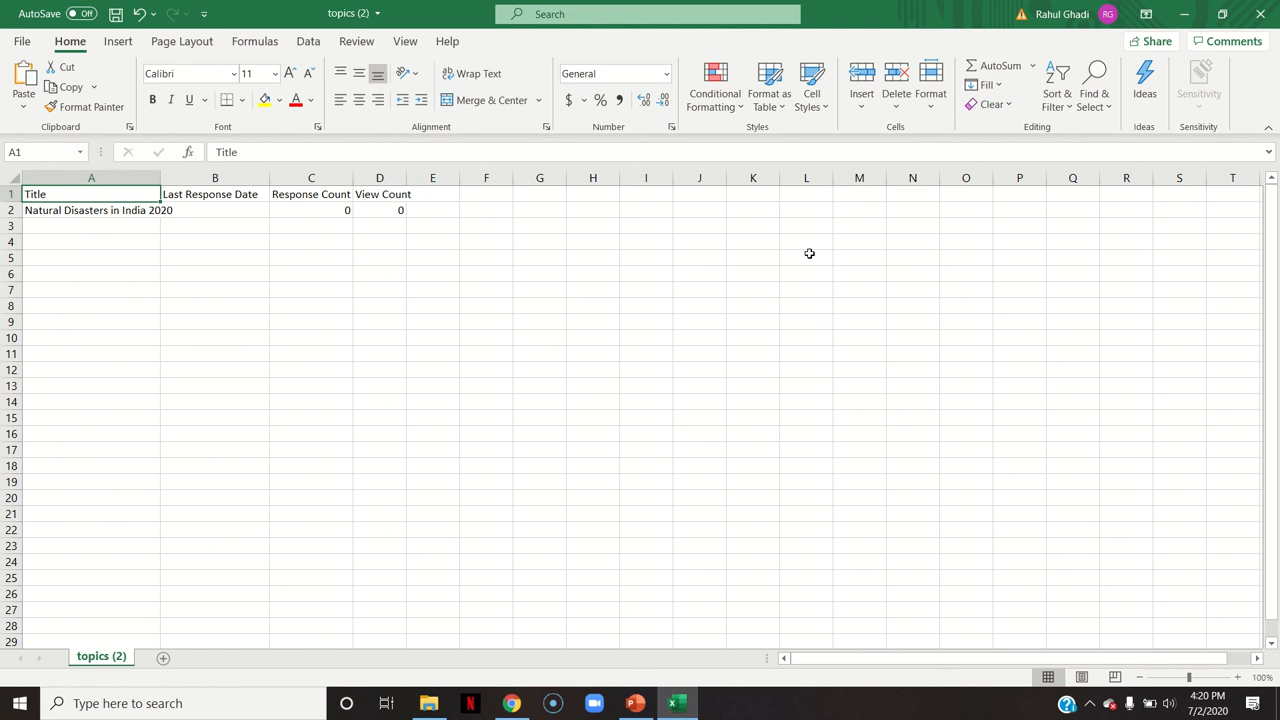 AutoSave Off topics (2) Search Rahul Ghadi RG
File Home Insert Page Layout Formulas Data Review View Help Share Comments
Paste Cut Copy Format Painter Clipboard
Calibri 11 A A B I U A Font
Wrap Text Merge & Center Alignment
General $ % , Number
Conditional Formatting Format as Table Cell Styles Styles
Insert Delete Format Cells
AutoSum Fill Clear Sort & Filter Find & Select Editing
Ideas Ideas
Sensitivity Sensitivity
A1 fx Title
A B C D E F G H I J K L M N O P Q R S T
1 Title Last Response Date Response Count View Count
2 Natural Disasters in India 2020 0 0
3
4
5
6
7
8
9
10
11
12
13
14
15
16
17
18
19
20
21
22
23
24
25
26
27
28
29
topics (2)
100%
Type here to search 4:20 PM
7/2/2020